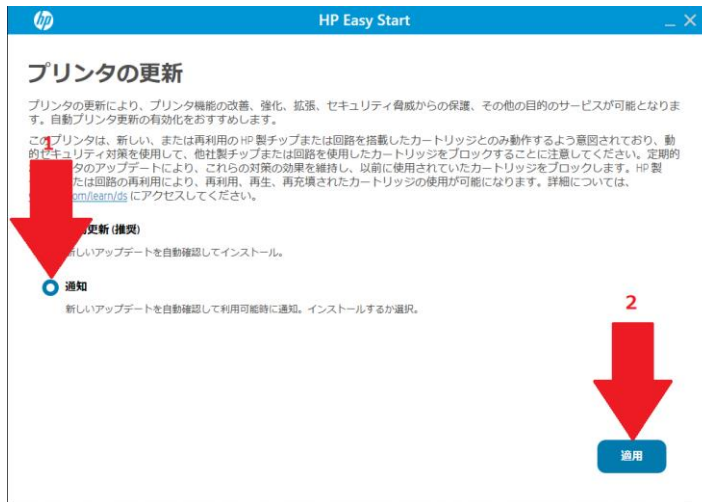 hp HP Easy Start
プリンタの更新
プリンタの更新により、プリンタ機能の改善、強化、拡張、セキュリティ脅威からの保護、その他の目的のサービスが可能となりま
す。自動プリンタ更新の有効化をおすすめします。
このプリンタは、新しい、または再利用のHP製チップまたは回路を搭載したカートリッジとのみ動作するよう意図されており、動
的セキュリティ対策を使用して、他社製チップまたは回路を使用したカートリッジをブロックすることに注意してください。定期的
タのアップデートにより、これらの対策の効果を維持し、以前に使用されていたカートリッジをブロックします。HP 製
たは回路の再利用により、再利用、再生、再充填されたカートリッジの使用が可能になります。詳細については、
om/learn/ds にアクセスしてください。
1
更新 (推奨)
しいアップデートを自動確認してインストール。
通知
新しいアップデートを自動確認して利用可能時に通知。インストールするか選択。
2
適用